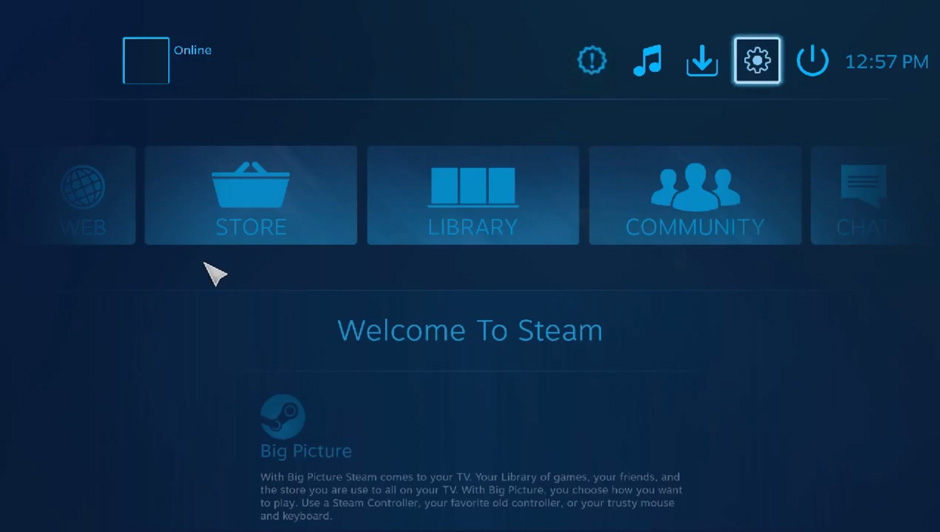 Online
12:57 PM
WEB
STORE
LIBRARY
COMMUNITY
CHAT
Welcome To Steam
Big Picture
With Big Picture Steam comes to your TV. Your Library of games, your friends, and
the store you are use to all on your TV. With Big Picture, you choose how you want
to play. Use a Steam Controller, your favorite old controller, or your trusty mouse
and keyboard.